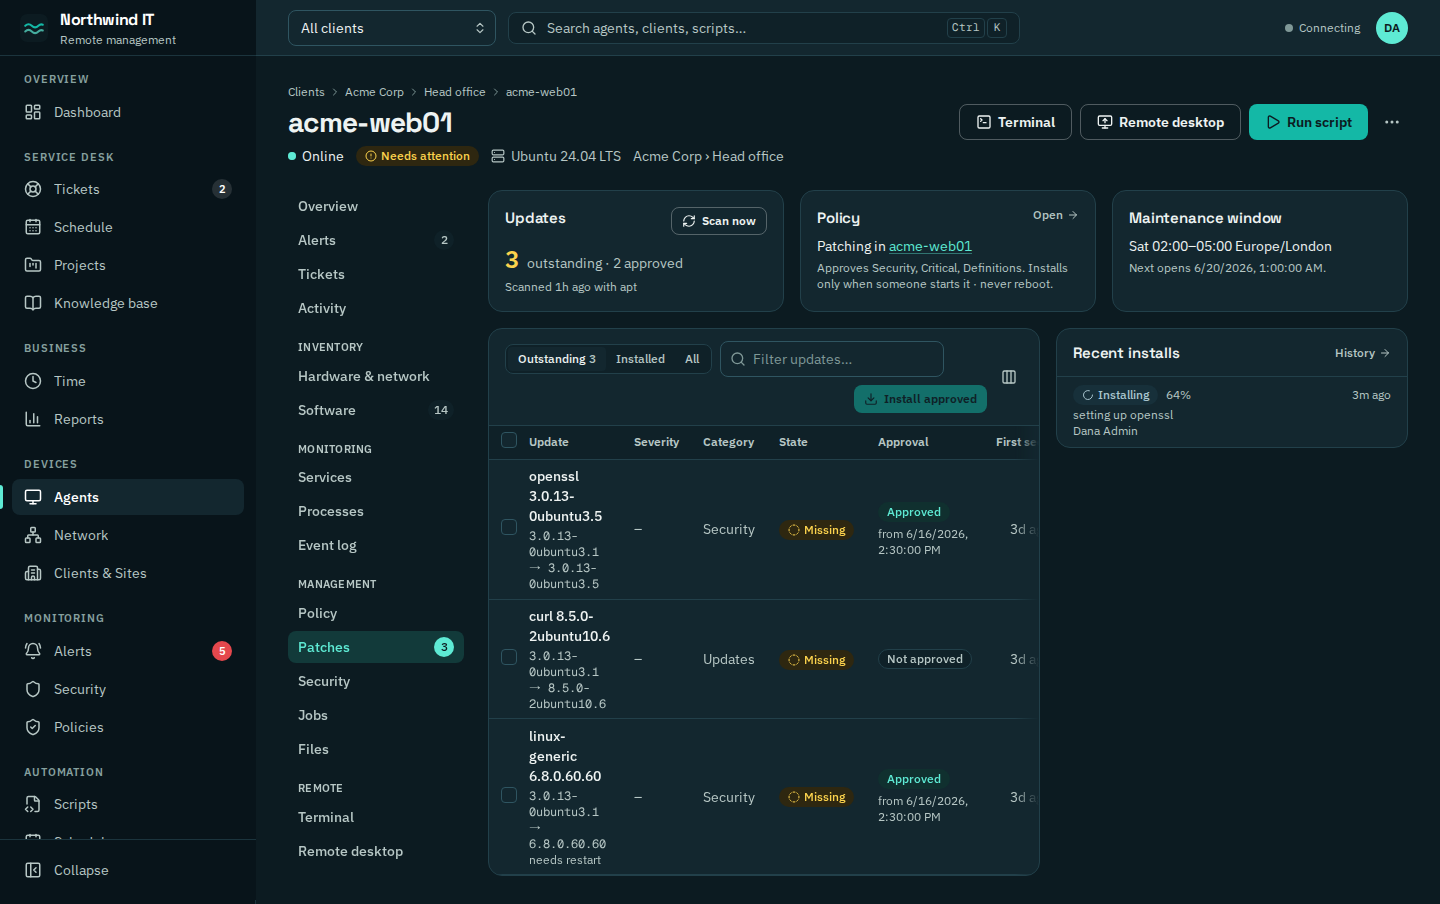 Northwind IT
Remote management
All clients
Search agents, clients, scripts...
Ctrl K
Connecting
DA
OVERVIEW
Dashboard
SERVICE DESK
Tickets 2
Schedule
Projects
Knowledge base
BUSINESS
Time
Reports
DEVICES
Agents
Network
Clients & Sites
MONITORING
Alerts 5
Security
Policies
AUTOMATION
Scripts
Collapse
Clients > Acme Corp > Head office > acme-web01
acme-web01
Terminal
Remote desktop
Run script
Online
Needs attention
Ubuntu 24.04 LTS
Acme Corp › Head office
Overview
Alerts 2
Tickets
Activity
INVENTORY
Hardware & network
Software 14
MONITORING
Services
Processes
Event log
MANAGEMENT
Policy
Patches 3
Security
Jobs
Files
REMOTE
Terminal
Remote desktop
Updates
Scan now
3 outstanding · 2 approved
Scanned 1h ago with apt
Policy
Open →
Patching in acme-web01
Approves Security, Critical, Definitions. Installs
only when someone starts it · never reboot.
Maintenance window
Sat 02:00–05:00 Europe/London
Next opens 6/20/2026, 1:00:00 AM.
Outstanding 3 Installed All
Filter updates...
Install approved
Update Severity Category State Approval First se
openssl
3.0.13-
0ubuntu3.5
3.0.13-
0ubuntu3.1
→ 3.0.13-
0ubuntu3.5
–
Security
Missing
Approved
from 6/16/2026,
2:30:00 PM
3d a
curl 8.5.0-
2ubuntu10.6
3.0.13-
0ubuntu3.1
→ 8.5.0-
2ubuntu10.6
–
Updates
Missing
Not approved
3d a
linux-
generic
6.8.0.60.60
3.0.13-
0ubuntu3.1
→
6.8.0.60.60
needs restart
–
Security
Missing
Approved
from 6/16/2026,
2:30:00 PM
3d a
Recent installs
History →
Installing 64% 3m ago
setting up openssl
Dana Admin